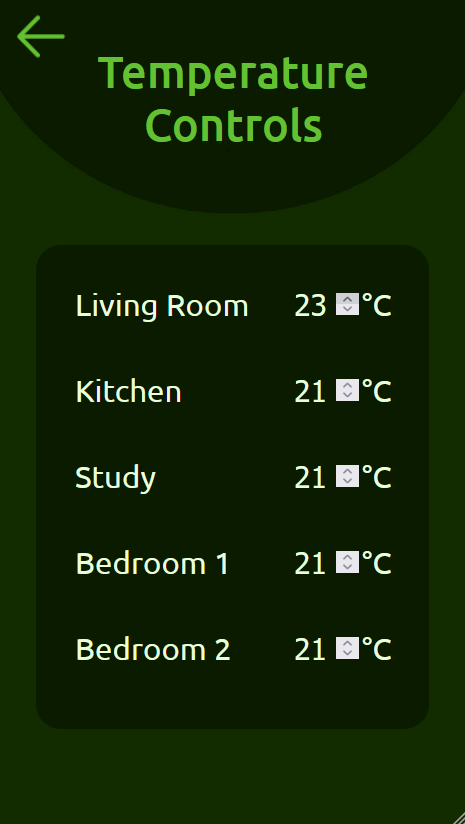 Temperature
Controls
Living Room 23 °C
Kitchen 21 °C
Study 21 °C
Bedroom 1 21 °C
Bedroom 2 21 °C